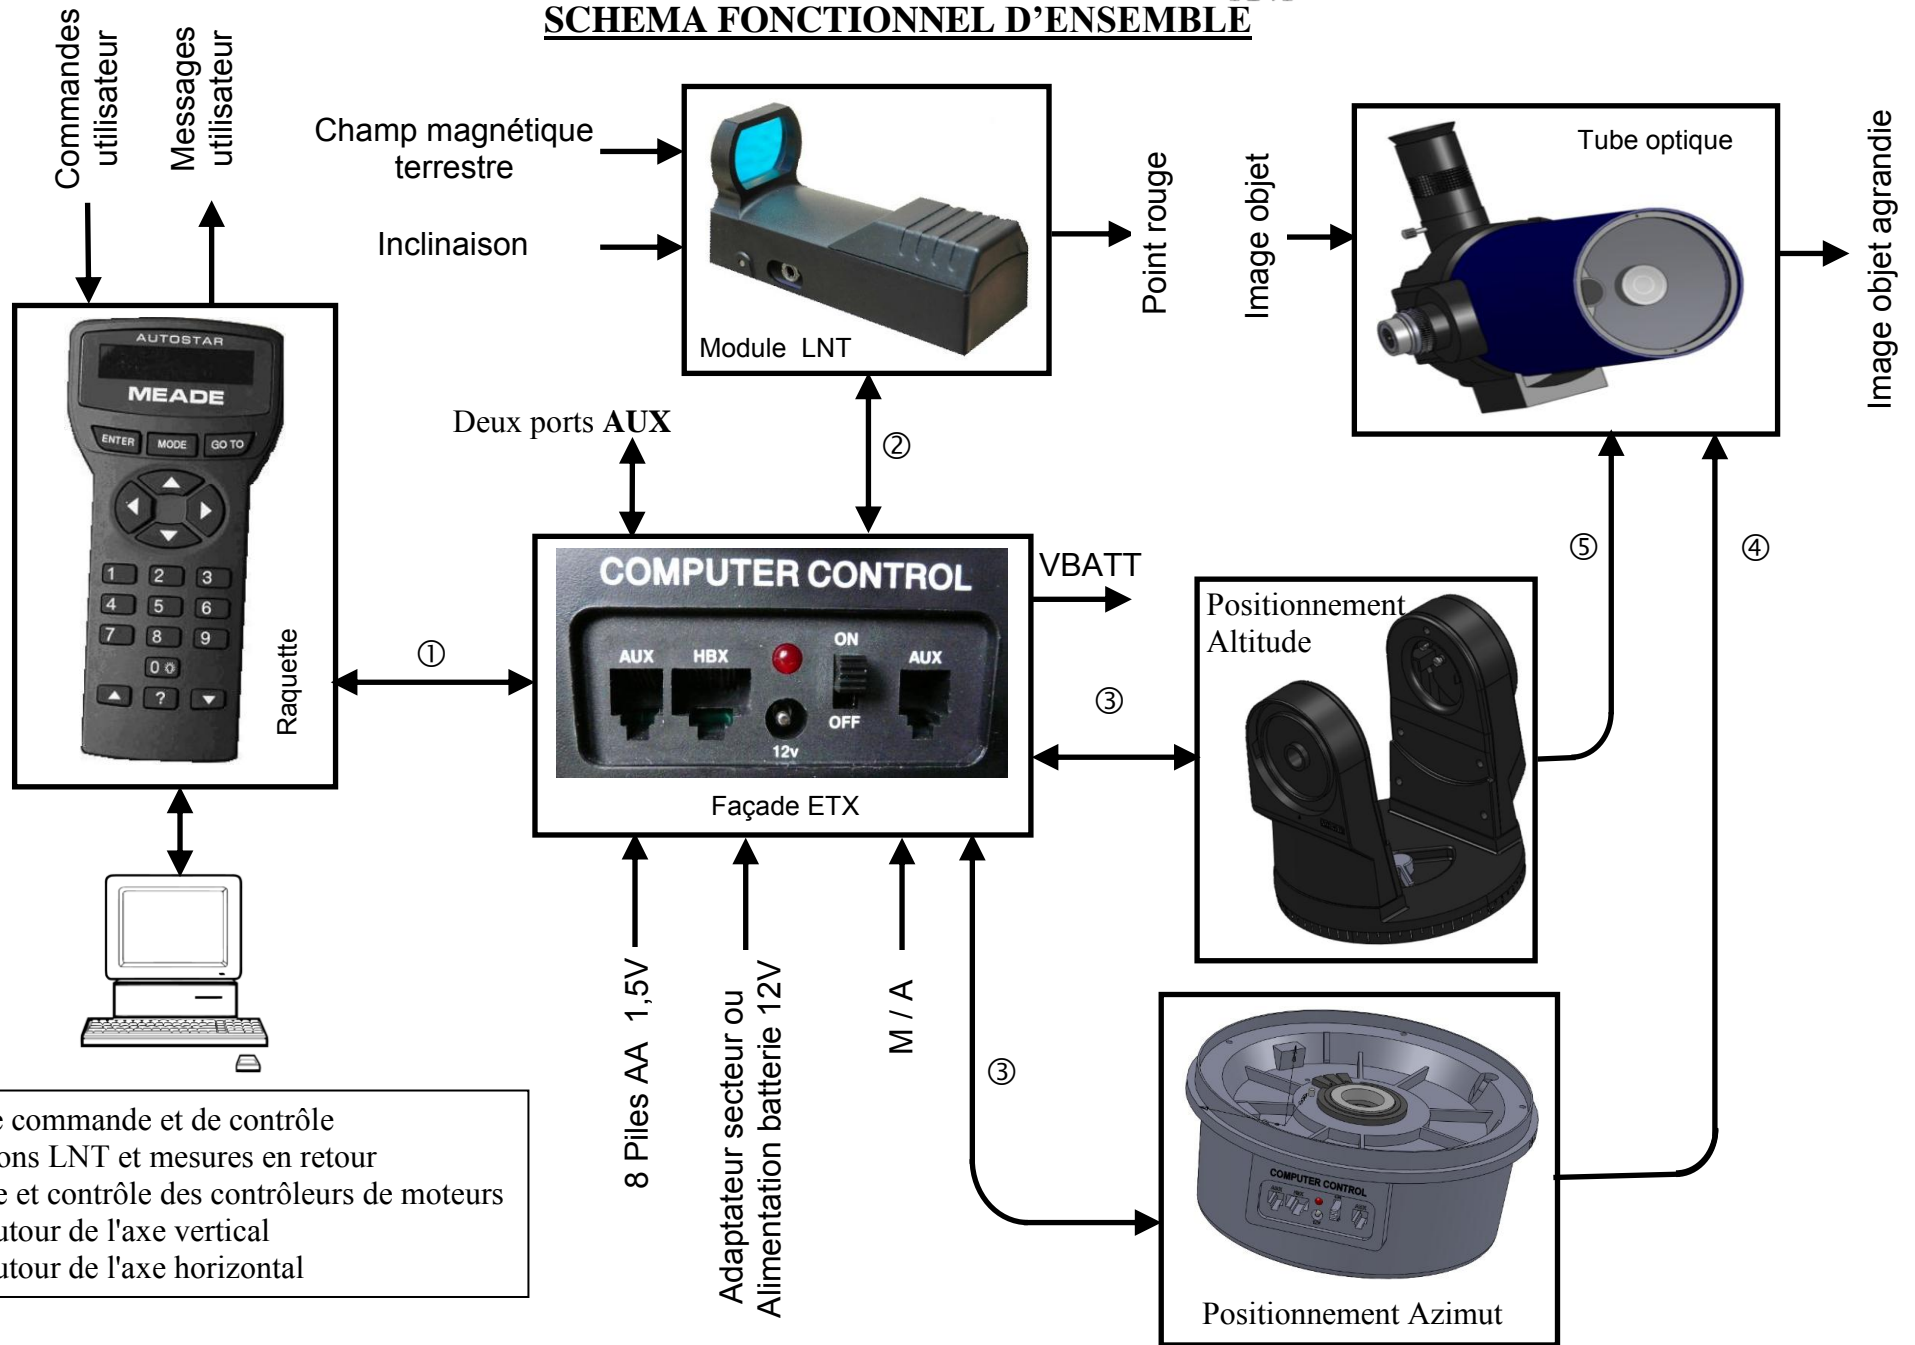 SCHEMA FONCTIONNEL D'ENSEMBLE
Commandes
utilisateur
Messages
utilisateur
Champ magnétique
terrestre
Inclinaison
Module LNT
Point rouge
Image objet
Tube optique
Image objet agrandie
AUTOSTAR
MEADE
ENTER
MODE
GO TO
1
2
3
4
5
6
7
8
9
0
?
Raquette
①
Deux ports AUX
②
COMPUTER CONTROL
AUX
HBX
ON
OFF
AUX
12v
Façade ETX
VBATT
③
Positionnement
Altitude
⑤
④
8 Piles AA 1,5V
Adaptateur secteur ou
Alimentation batterie 12V
M / A
③
COMPUTER CONTROL
Positionnement Azimut
e commande et de contrôle
ons LNT et mesures en retour
e et contrôle des contrôleurs de moteurs
utour de l'axe vertical
utour de l'axe horizontal